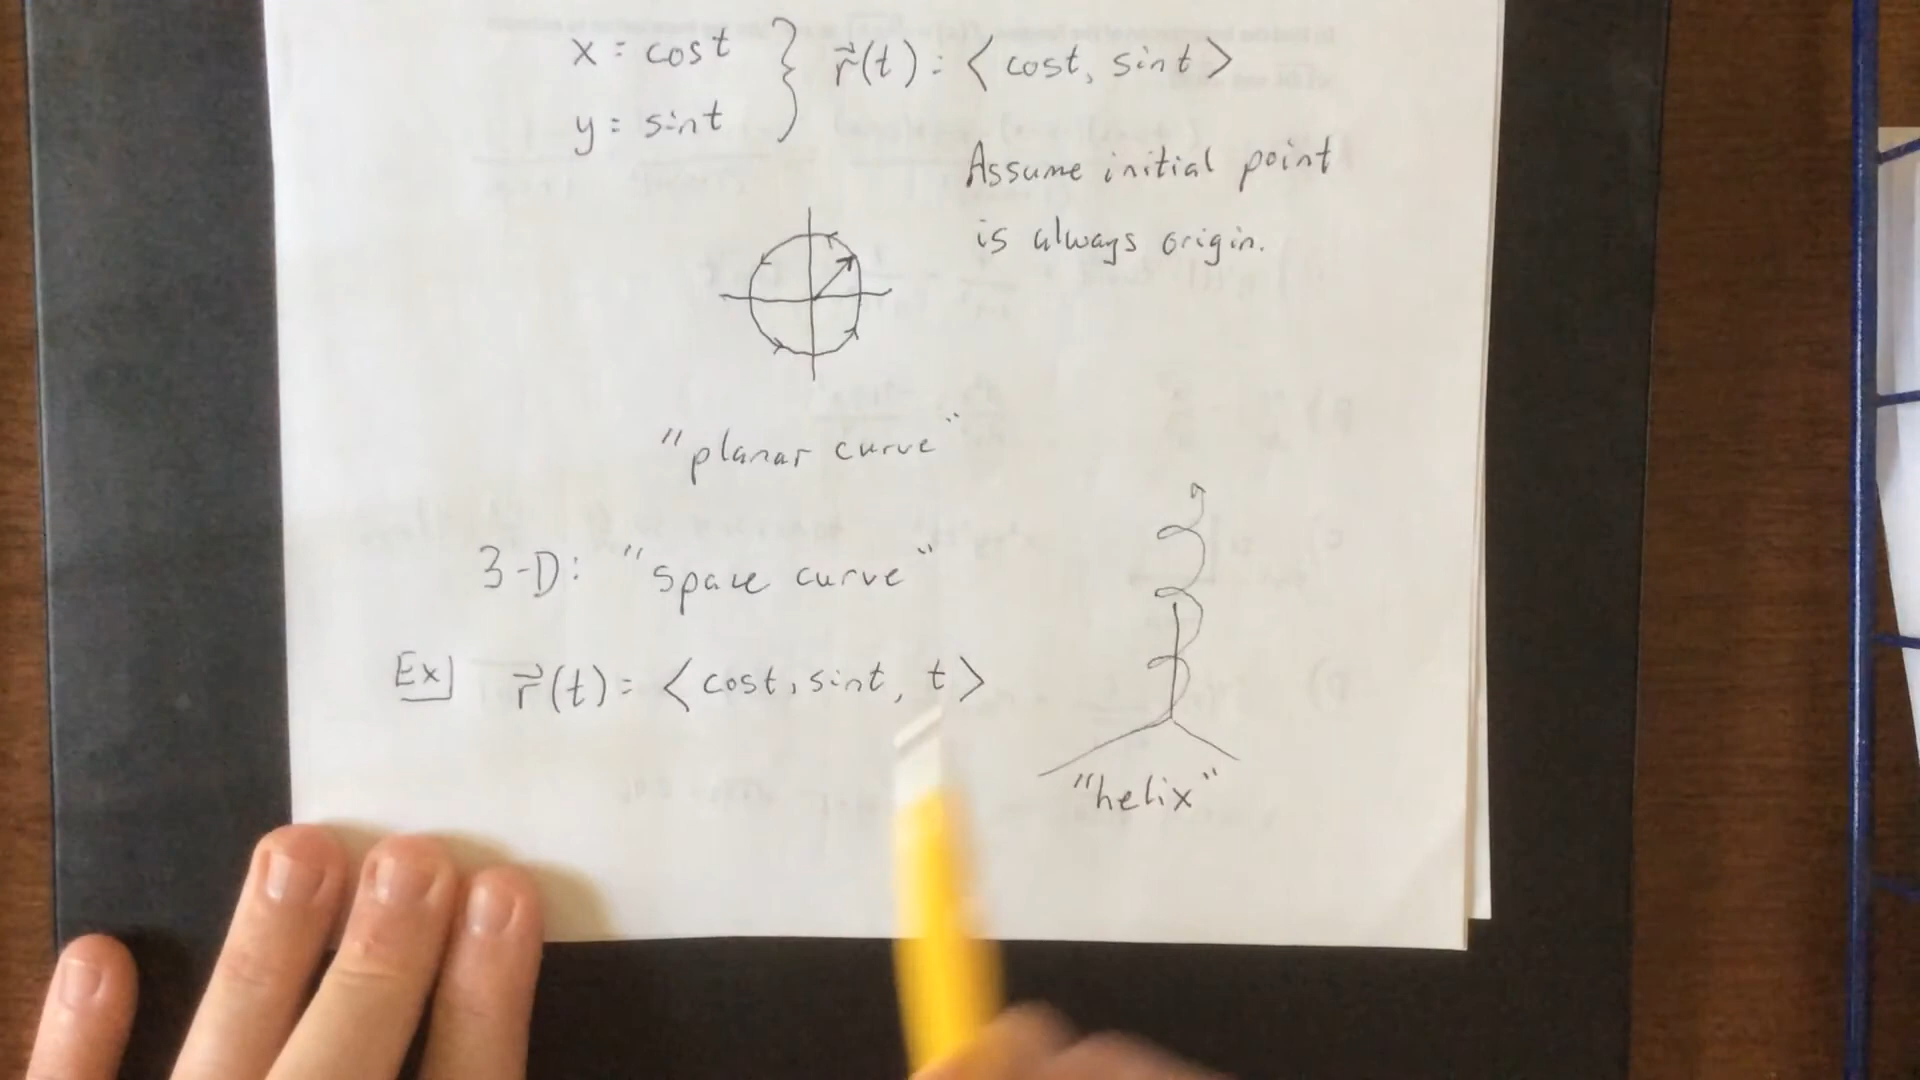 x = cost } r⃗(t) = ⟨cost, sint⟩
y = sint
Assume initial point
is always origin.
"planar curve"
3-D: "space curve"
Ex] r⃗(t) = ⟨cost, sint, t⟩
"helix"